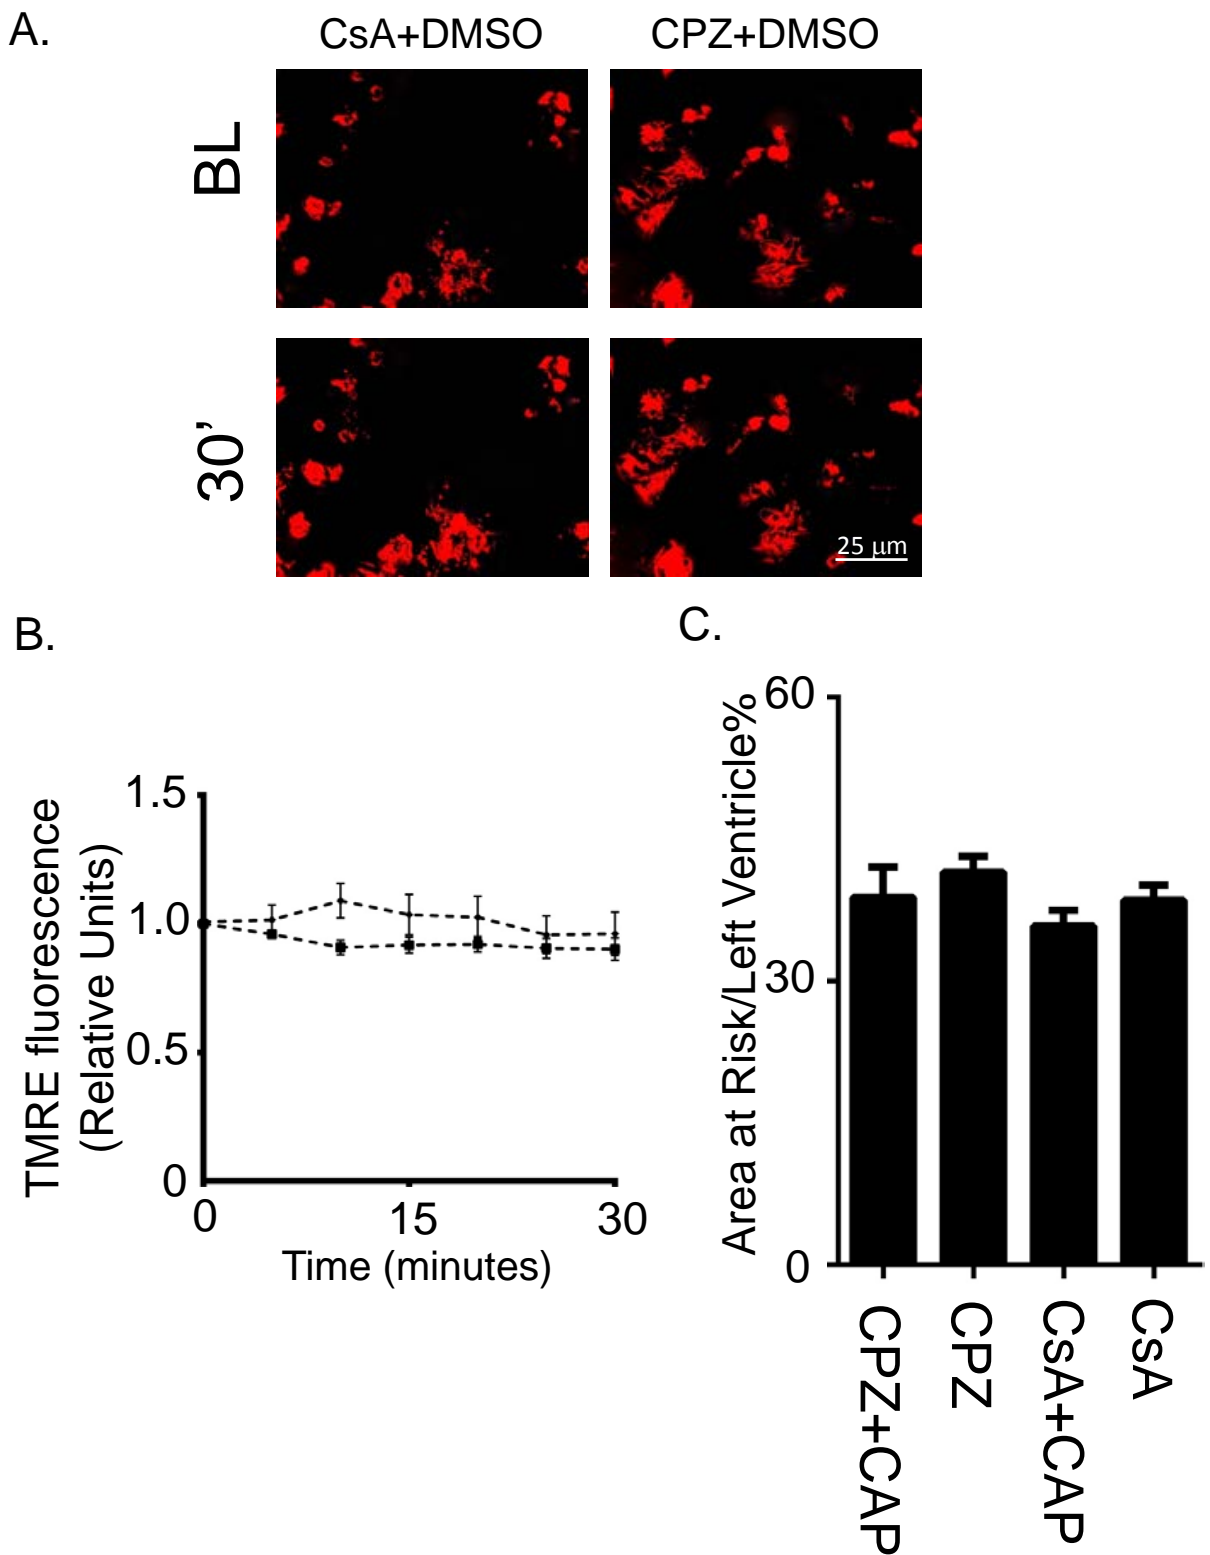 A.
CsA+DMSO
CPZ+DMSO
BL
30’
25 μm
B.
TMRE fluorescence
(Relative Units)
1.5
1.0
0.5
0
0
15
30
Time (minutes)
C.
Area at Risk/Left Ventricle%
60
30
0
CPZ+CAP
CPZ
CsA+CAP
CsA